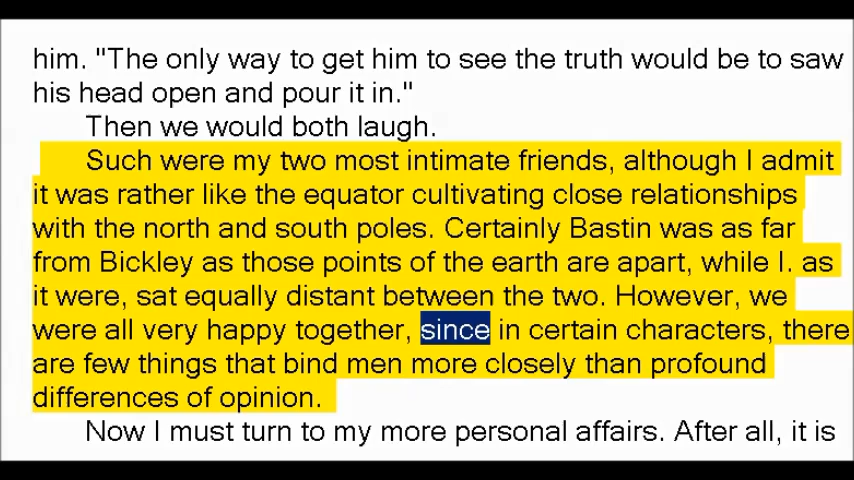 him. "The only way to get him to see the truth would be to saw
his head open and pour it in."
Then we would both laugh.
Such were my two most intimate friends, although I admit
it was rather like the equator cultivating close relationships
with the north and south poles. Certainly Bastin was as far
from Bickley as those points of the earth are apart, while I. as
it were, sat equally distant between the two. However, we
were all very happy together, since in certain characters, there
are few things that bind men more closely than profound
differences of opinion.
Now I must turn to my more personal affairs. After all, it is